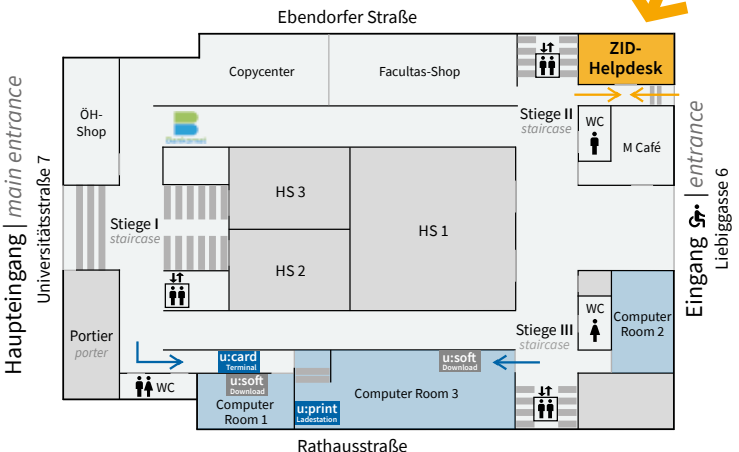 Ebendorfer Straße
ZID-
Helpdesk
Copycenter
Facultas-Shop
ÖH-
Shop
Stiege II
staircase
WC
M Café
Haupteingang | main entrance
Universitätsstraße 7
Eingang | entrance
Liebiggasse 6
HS 3
HS 1
Stiege I
staircase
HS 2
Portier
porter
WC
Computer
Room 2
Stiege III
staircase
u:card
Terminal
u:soft
Download
u:soft
Download
WC
Computer
Room 1
u:print
Ladestation
Computer Room 3
Rathausstraße